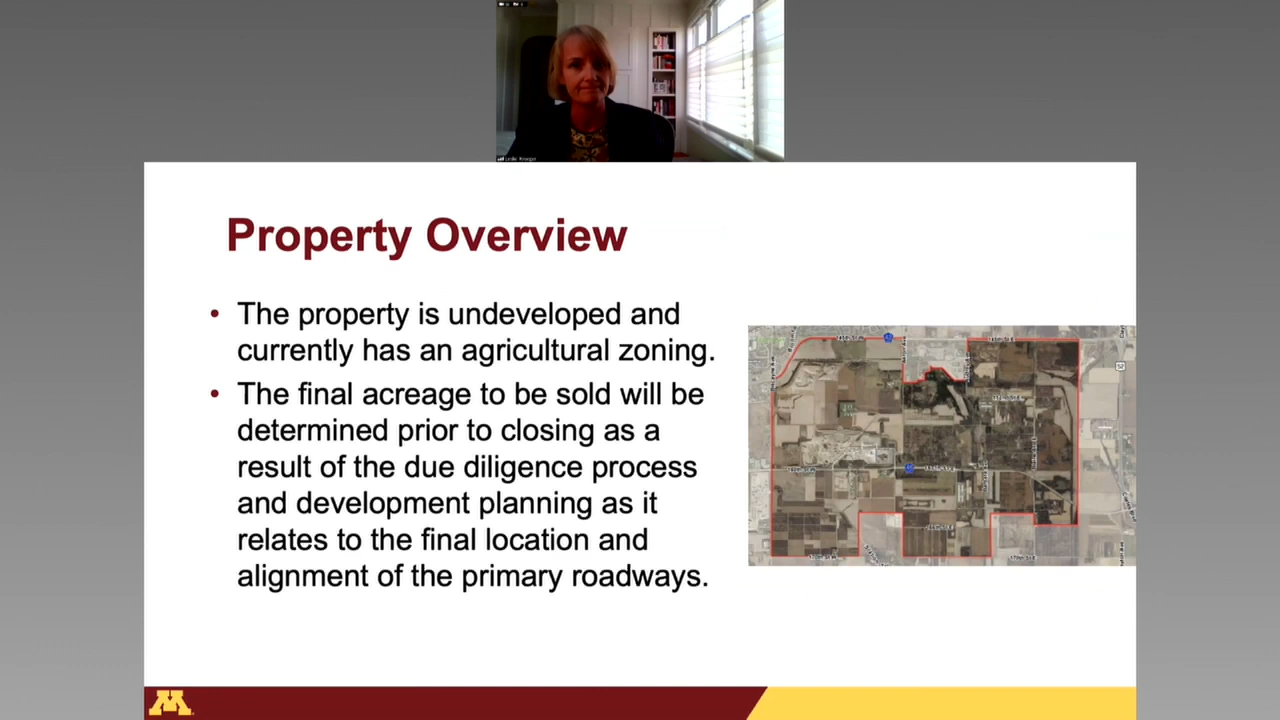 Leslie Krueger
Property Overview
• The property is undeveloped and
currently has an agricultural zoning.
• The final acreage to be sold will be
determined prior to closing as a
result of the due diligence process
and development planning as it
relates to the final location and
alignment of the primary roadways.
M